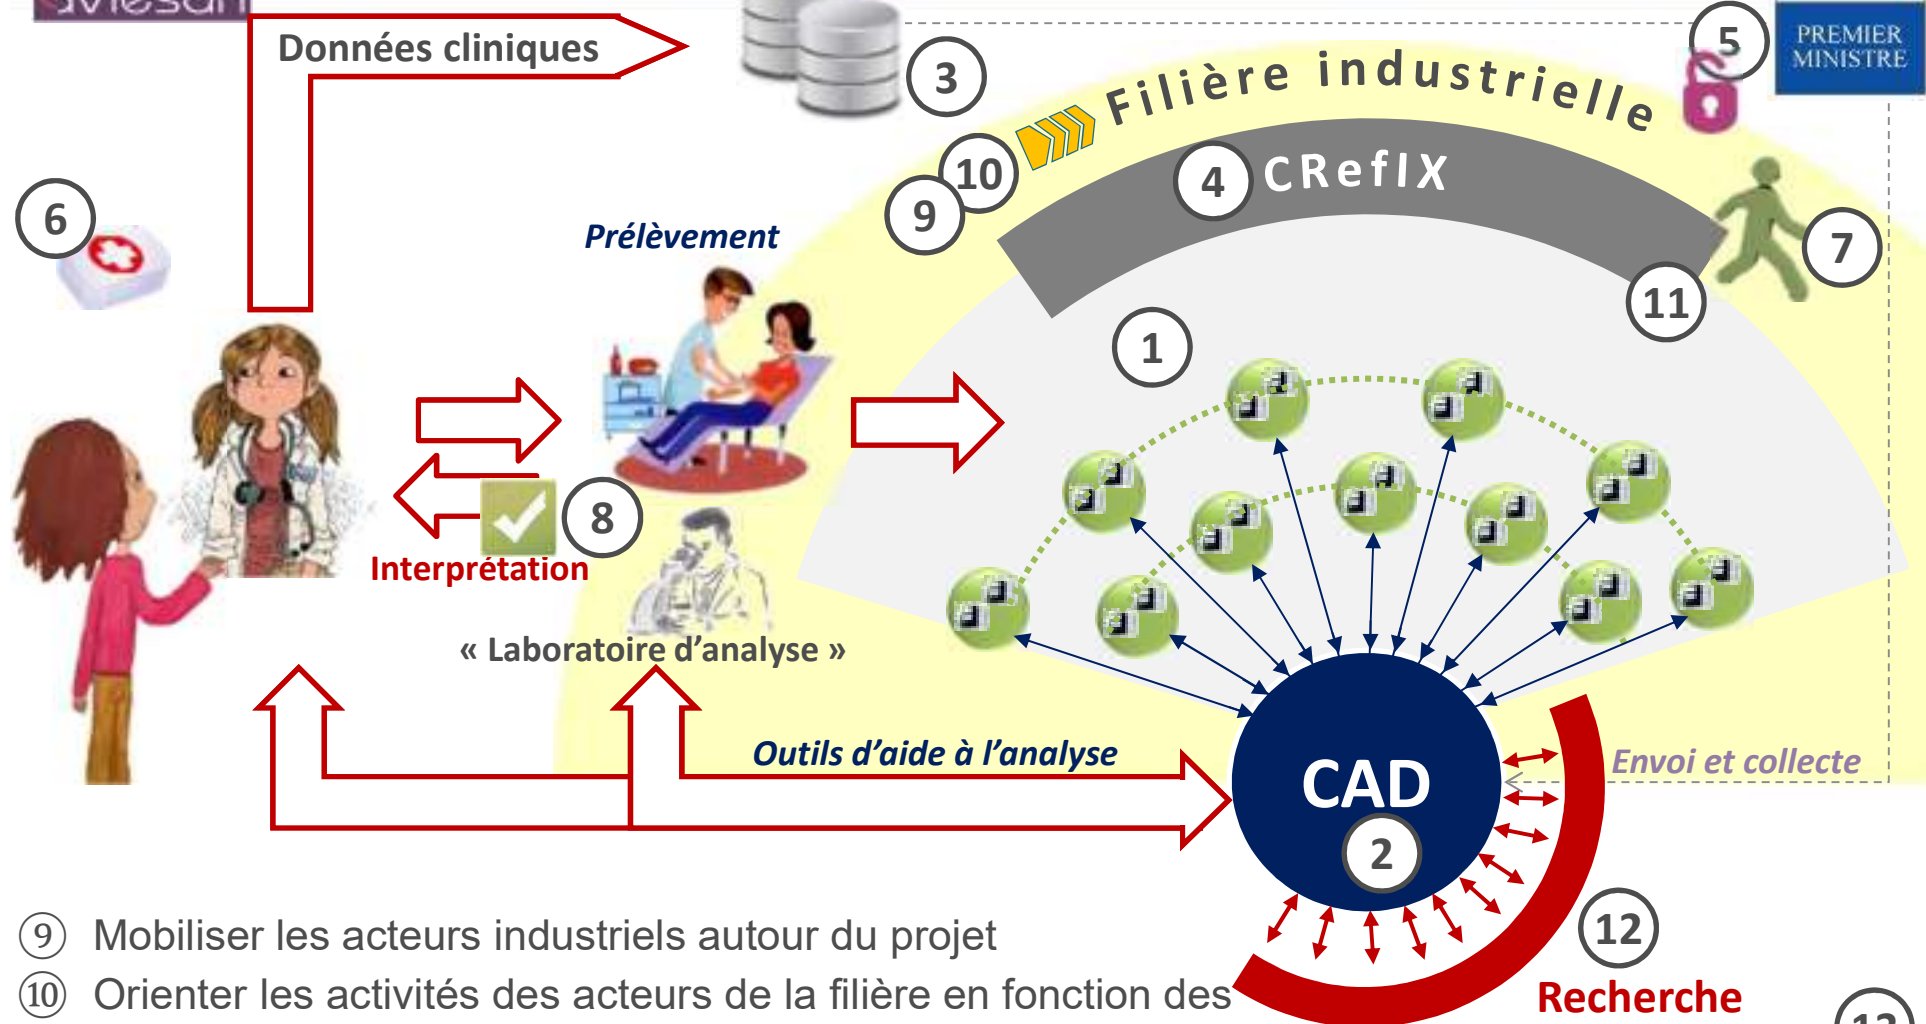 aviesan
Données cliniques
3
5
PREMIER
MINISTRE
Filière industrielle
10
9
4
CRefIX
6
7
Prélèvement
11
1
8
Interprétation
« Laboratoire d’analyse »
Outils d’aide à l’analyse
CAD
2
Envoi et collecte
⑨ Mobiliser les acteurs industriels autour du projet
⑩ Orienter les activités des acteurs de la filière en fonction des
12
Recherche
13